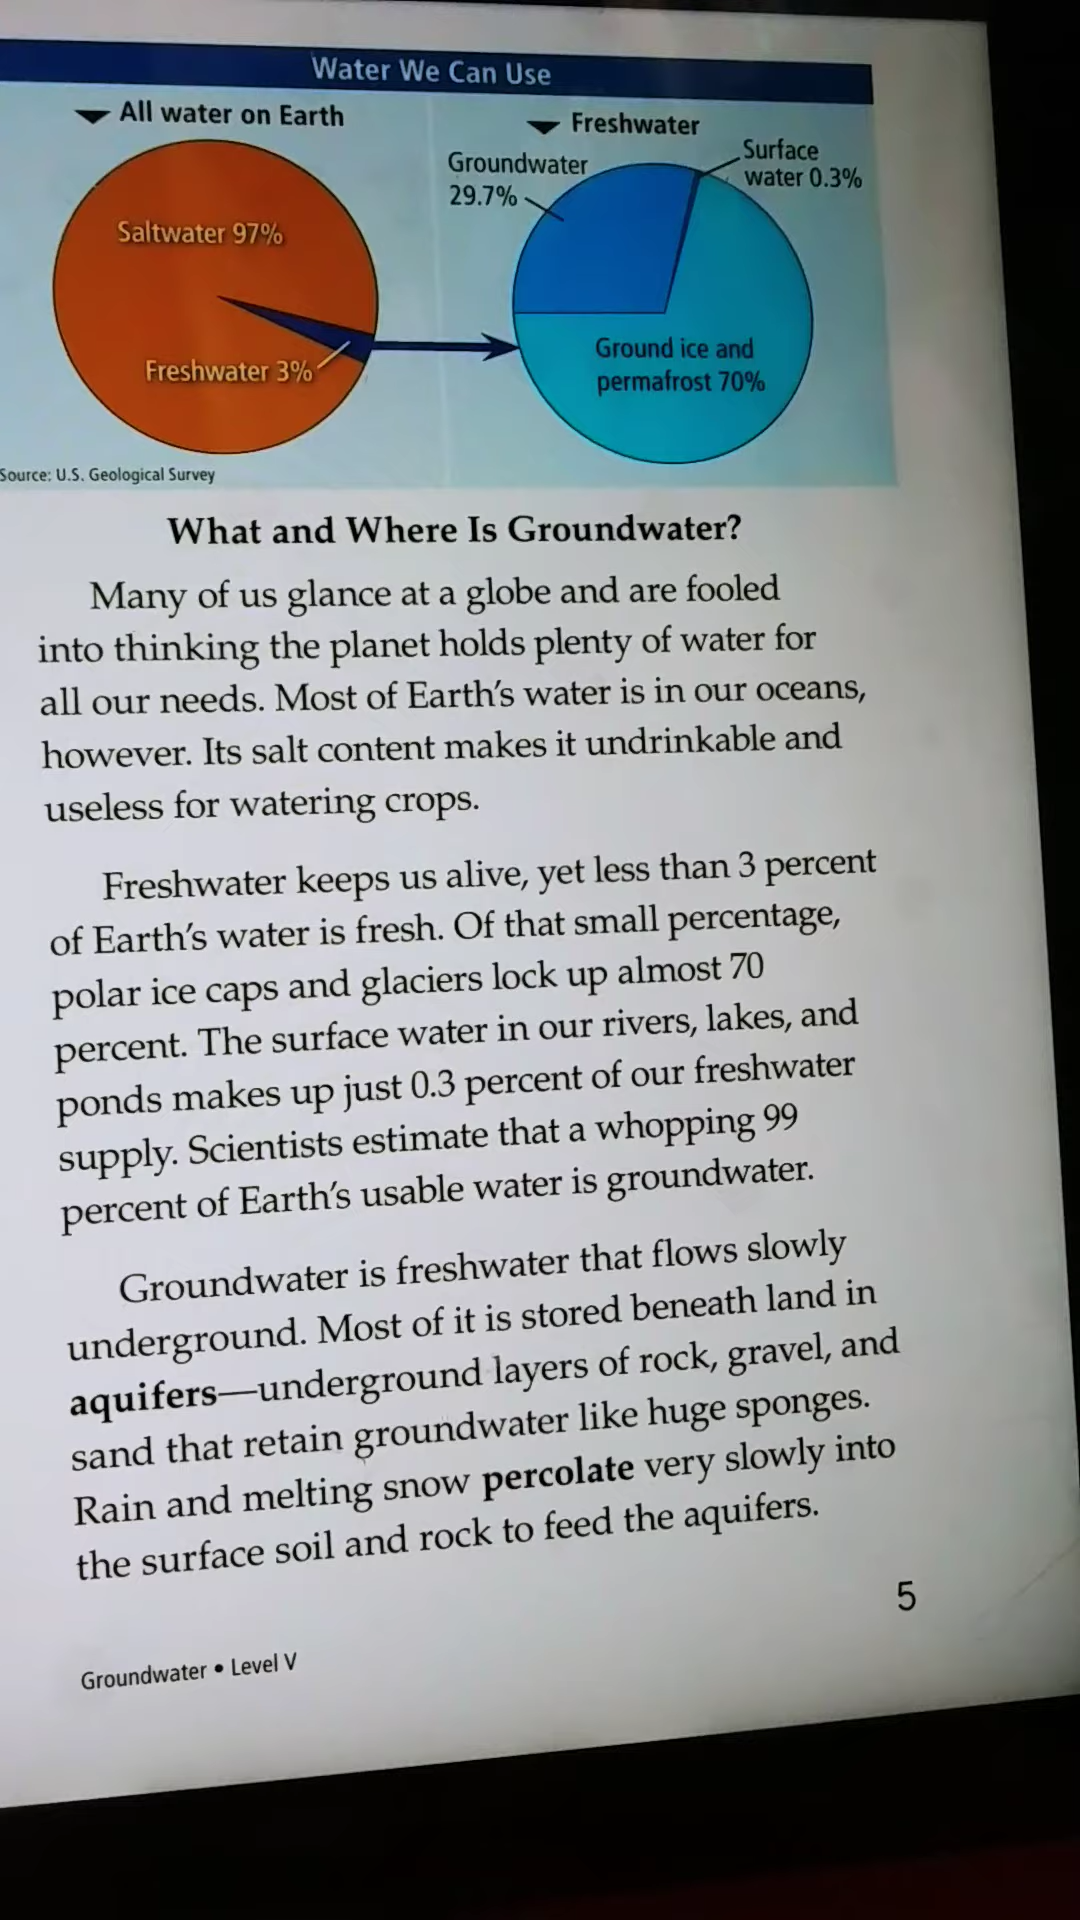 Water We Can Use
All water on Earth
Saltwater 97%
Freshwater 3%
Freshwater
Groundwater
29.7%
Surface
water 0.3%
Ground ice and
permafrost 70%
Source: U.S. Geological Survey
What and Where Is Groundwater?
Many of us glance at a globe and are fooled
into thinking the planet holds plenty of water for
all our needs. Most of Earth's water is in our oceans,
however. Its salt content makes it undrinkable and
useless for watering crops.
Freshwater keeps us alive, yet less than 3 percent
of Earth's water is fresh. Of that small percentage,
polar ice caps and glaciers lock up almost 70
percent. The surface water in our rivers, lakes, and
ponds makes up just 0.3 percent of our freshwater
supply. Scientists estimate that a whopping 99
percent of Earth's usable water is groundwater.
Groundwater is freshwater that flows slowly
underground. Most of it is stored beneath land in
aquifers—underground layers of rock, gravel, and
sand that retain groundwater like huge sponges.
Rain and melting snow percolate very slowly into
the surface soil and rock to feed the aquifers.
5
Groundwater • Level V